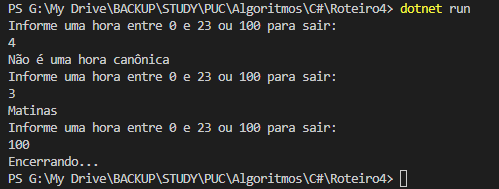 PS G:\My Drive\BACKUP\STUDY\PUC\Algoritmos\C#\Roteiro4> dotnet run
Informe uma hora entre 0 e 23 ou 100 para sair:
4
Não é uma hora canônica
Informe uma hora entre 0 e 23 ou 100 para sair:
3
Matinas
Informe uma hora entre 0 e 23 ou 100 para sair:
100
Encerrando...
PS G:\My Drive\BACKUP\STUDY\PUC\Algoritmos\C#\Roteiro4>